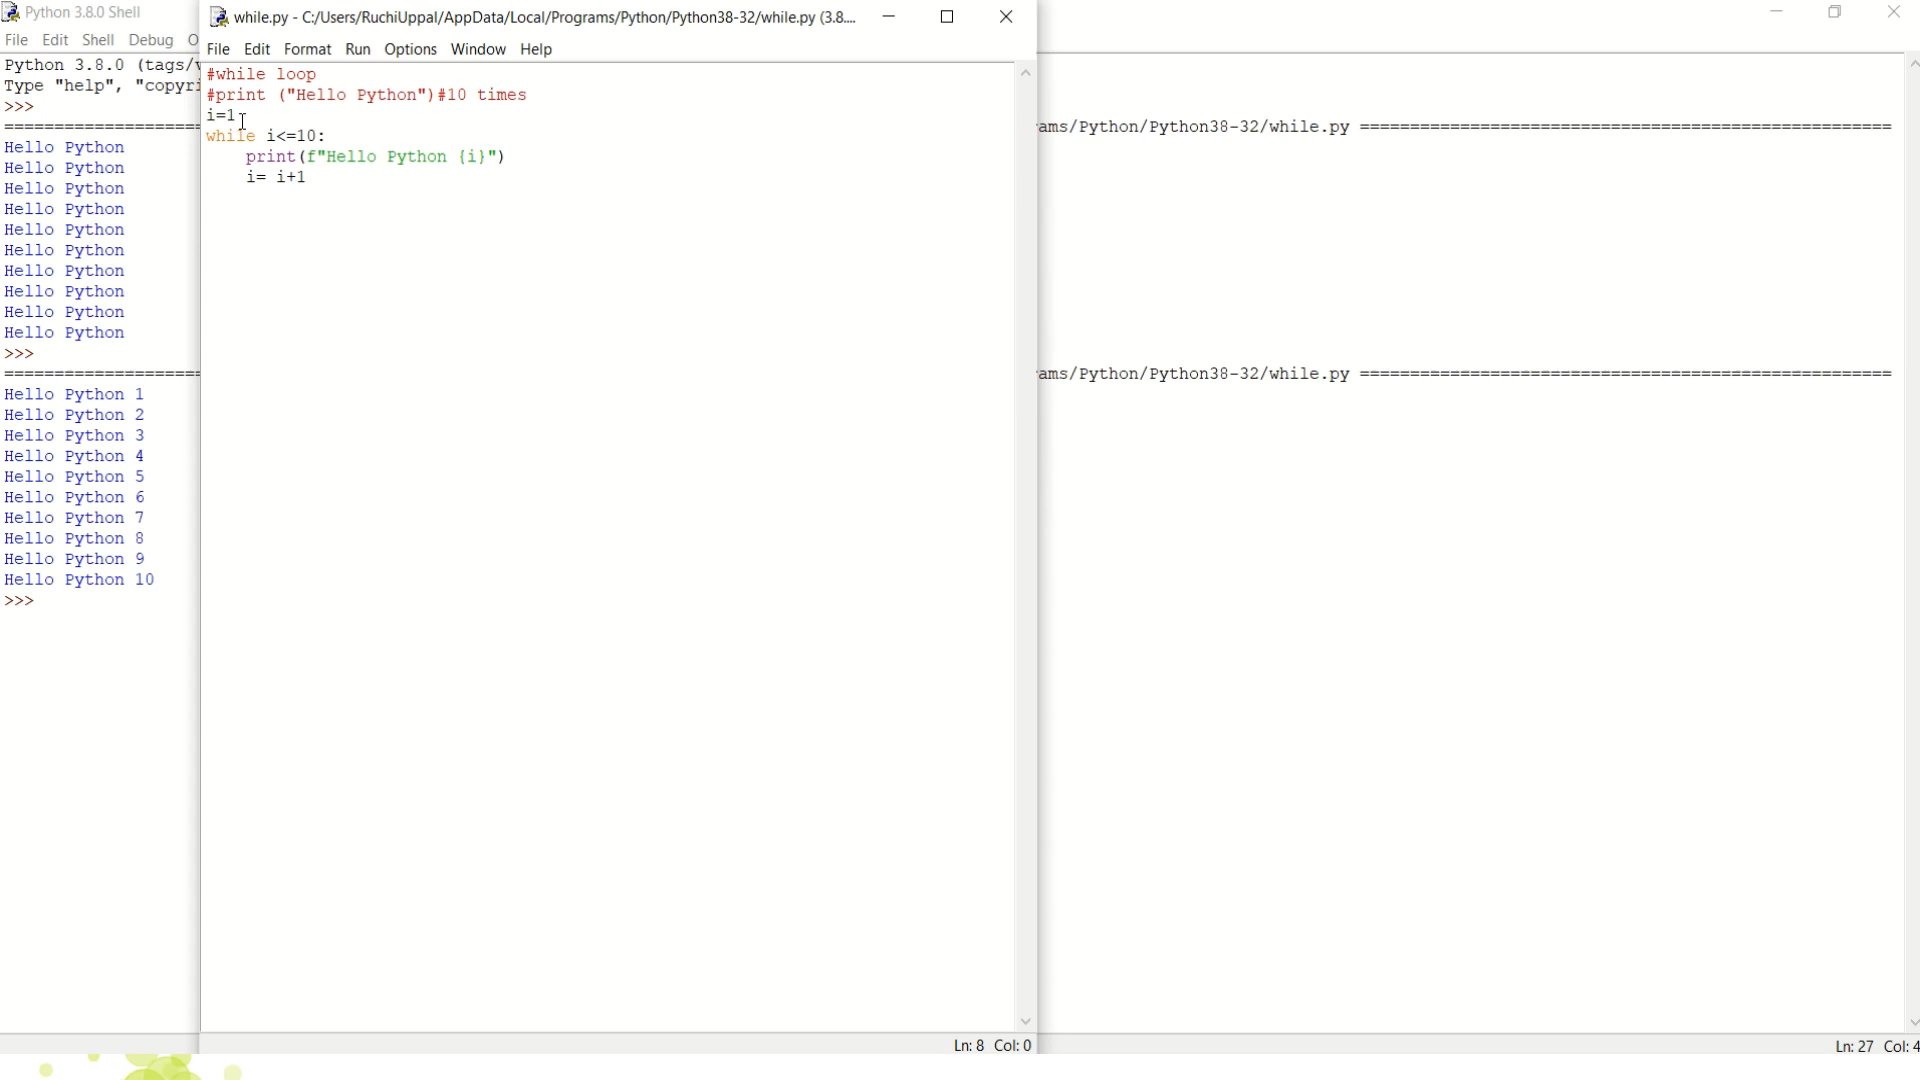 Python 3.8.0 Shell
File Edit Shell Debug
Python 3.8.0 (tags/
Type "help", "copyri
>>>
====================
Hello Python
Hello Python
Hello Python
Hello Python
Hello Python
Hello Python
Hello Python
Hello Python
Hello Python
Hello Python
>>>
====================
Hello Python 1
Hello Python 2
Hello Python 3
Hello Python 4
Hello Python 5
Hello Python 6
Hello Python 7
Hello Python 8
Hello Python 9
Hello Python 10
>>>
while.py - C:/Users/RuchiUppal/AppData/Local/Programs/Python/Python38-32/while.py (3.8....
File Edit Format Run Options Window Help
#while loop
#print ("Hello Python")#10 times
i=1
while i<=10:
    print(f"Hello Python {i}")
    i= i+1
Ln: 8 Col: 0
ams/Python/Python38-32/while.py =====================================================
ams/Python/Python38-32/while.py =====================================================
Ln: 27 Col: 4